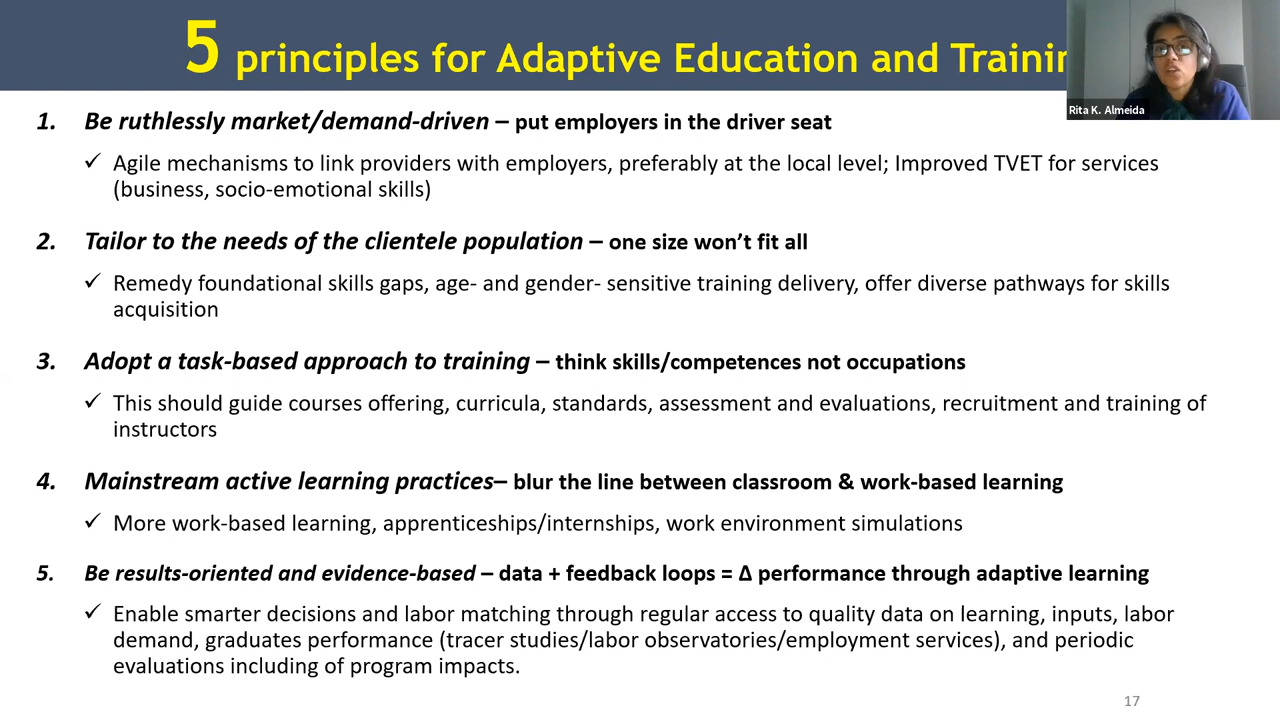 5 principles for Adaptive Education and Trainin
Rita K. Almeida
1. Be ruthlessly market/demand-driven – put employers in the driver seat
✓ Agile mechanisms to link providers with employers, preferably at the local level; Improved TVET for services
(business, socio-emotional skills)
2. Tailor to the needs of the clientele population – one size won't fit all
✓ Remedy foundational skills gaps, age- and gender- sensitive training delivery, offer diverse pathways for skills
acquisition
3. Adopt a task-based approach to training – think skills/competences not occupations
✓ This should guide courses offering, curricula, standards, assessment and evaluations, recruitment and training of
instructors
4. Mainstream active learning practices– blur the line between classroom & work-based learning
✓ More work-based learning, apprenticeships/internships, work environment simulations
5. Be results-oriented and evidence-based – data + feedback loops = Δ performance through adaptive learning
✓ Enable smarter decisions and labor matching through regular access to quality data on learning, inputs, labor
demand, graduates performance (tracer studies/labor observatories/employment services), and periodic
evaluations including of program impacts.
17